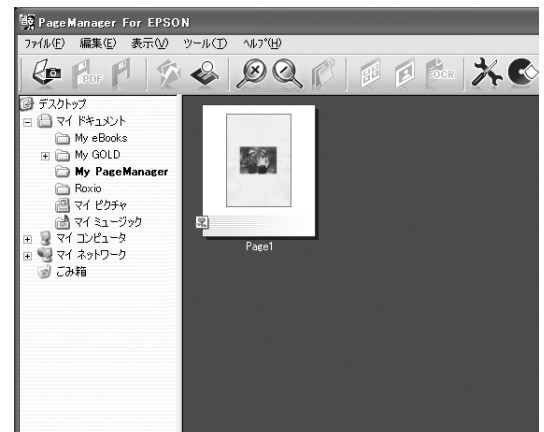 PageManager For EPSON
ファイル(F) 編集(E) 表示(V) ツール(T) ヘルプ(H)
PDF OCR
デスクトップ
マイ ドキュメント
My eBooks
My GOLD
My PageManager
Roxio
マイ ピクチャ
マイ ミュージック
マイ コンピュータ
マイ ネットワーク
ごみ箱
Page1